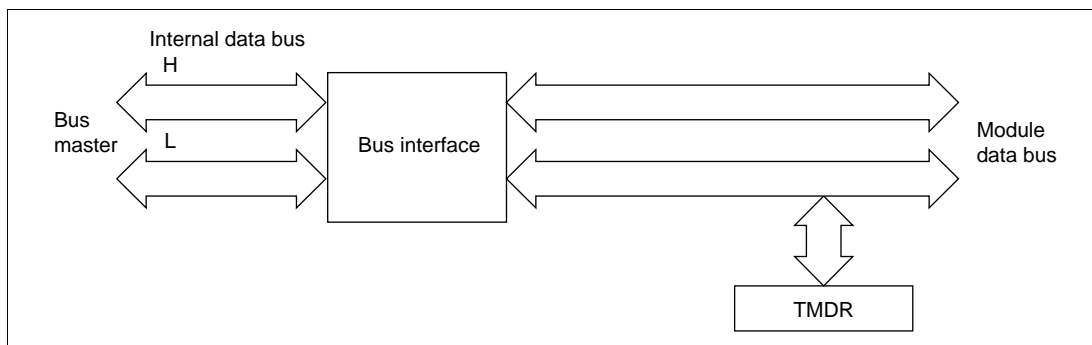 Internal data bus
H
Bus
master
L
Bus interface
Module
data bus
TMDR